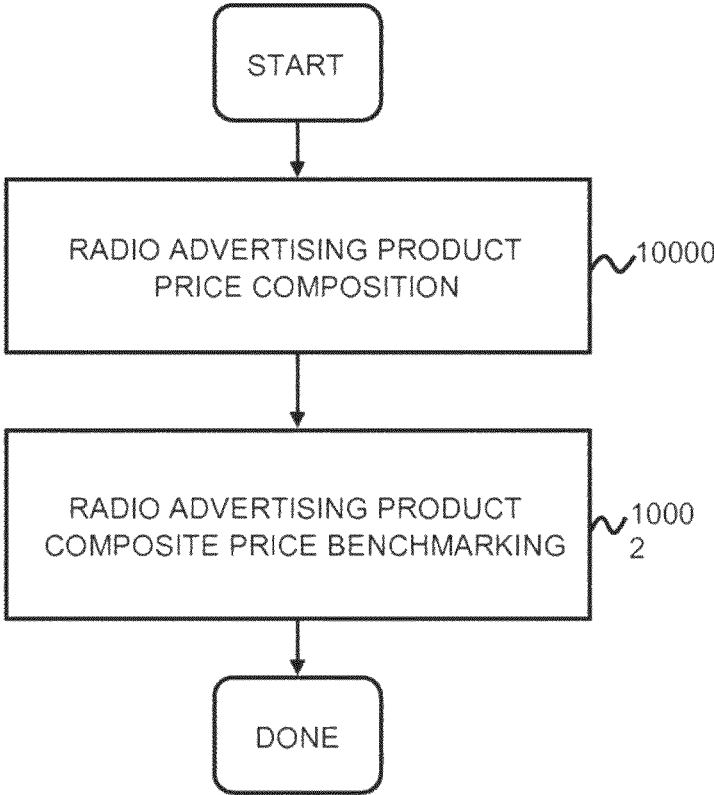 START
RADIO ADVERTISING PRODUCT
PRICE COMPOSITION
10000
RADIO ADVERTISING PRODUCT
COMPOSITE PRICE BENCHMARKING
1000
2
DONE